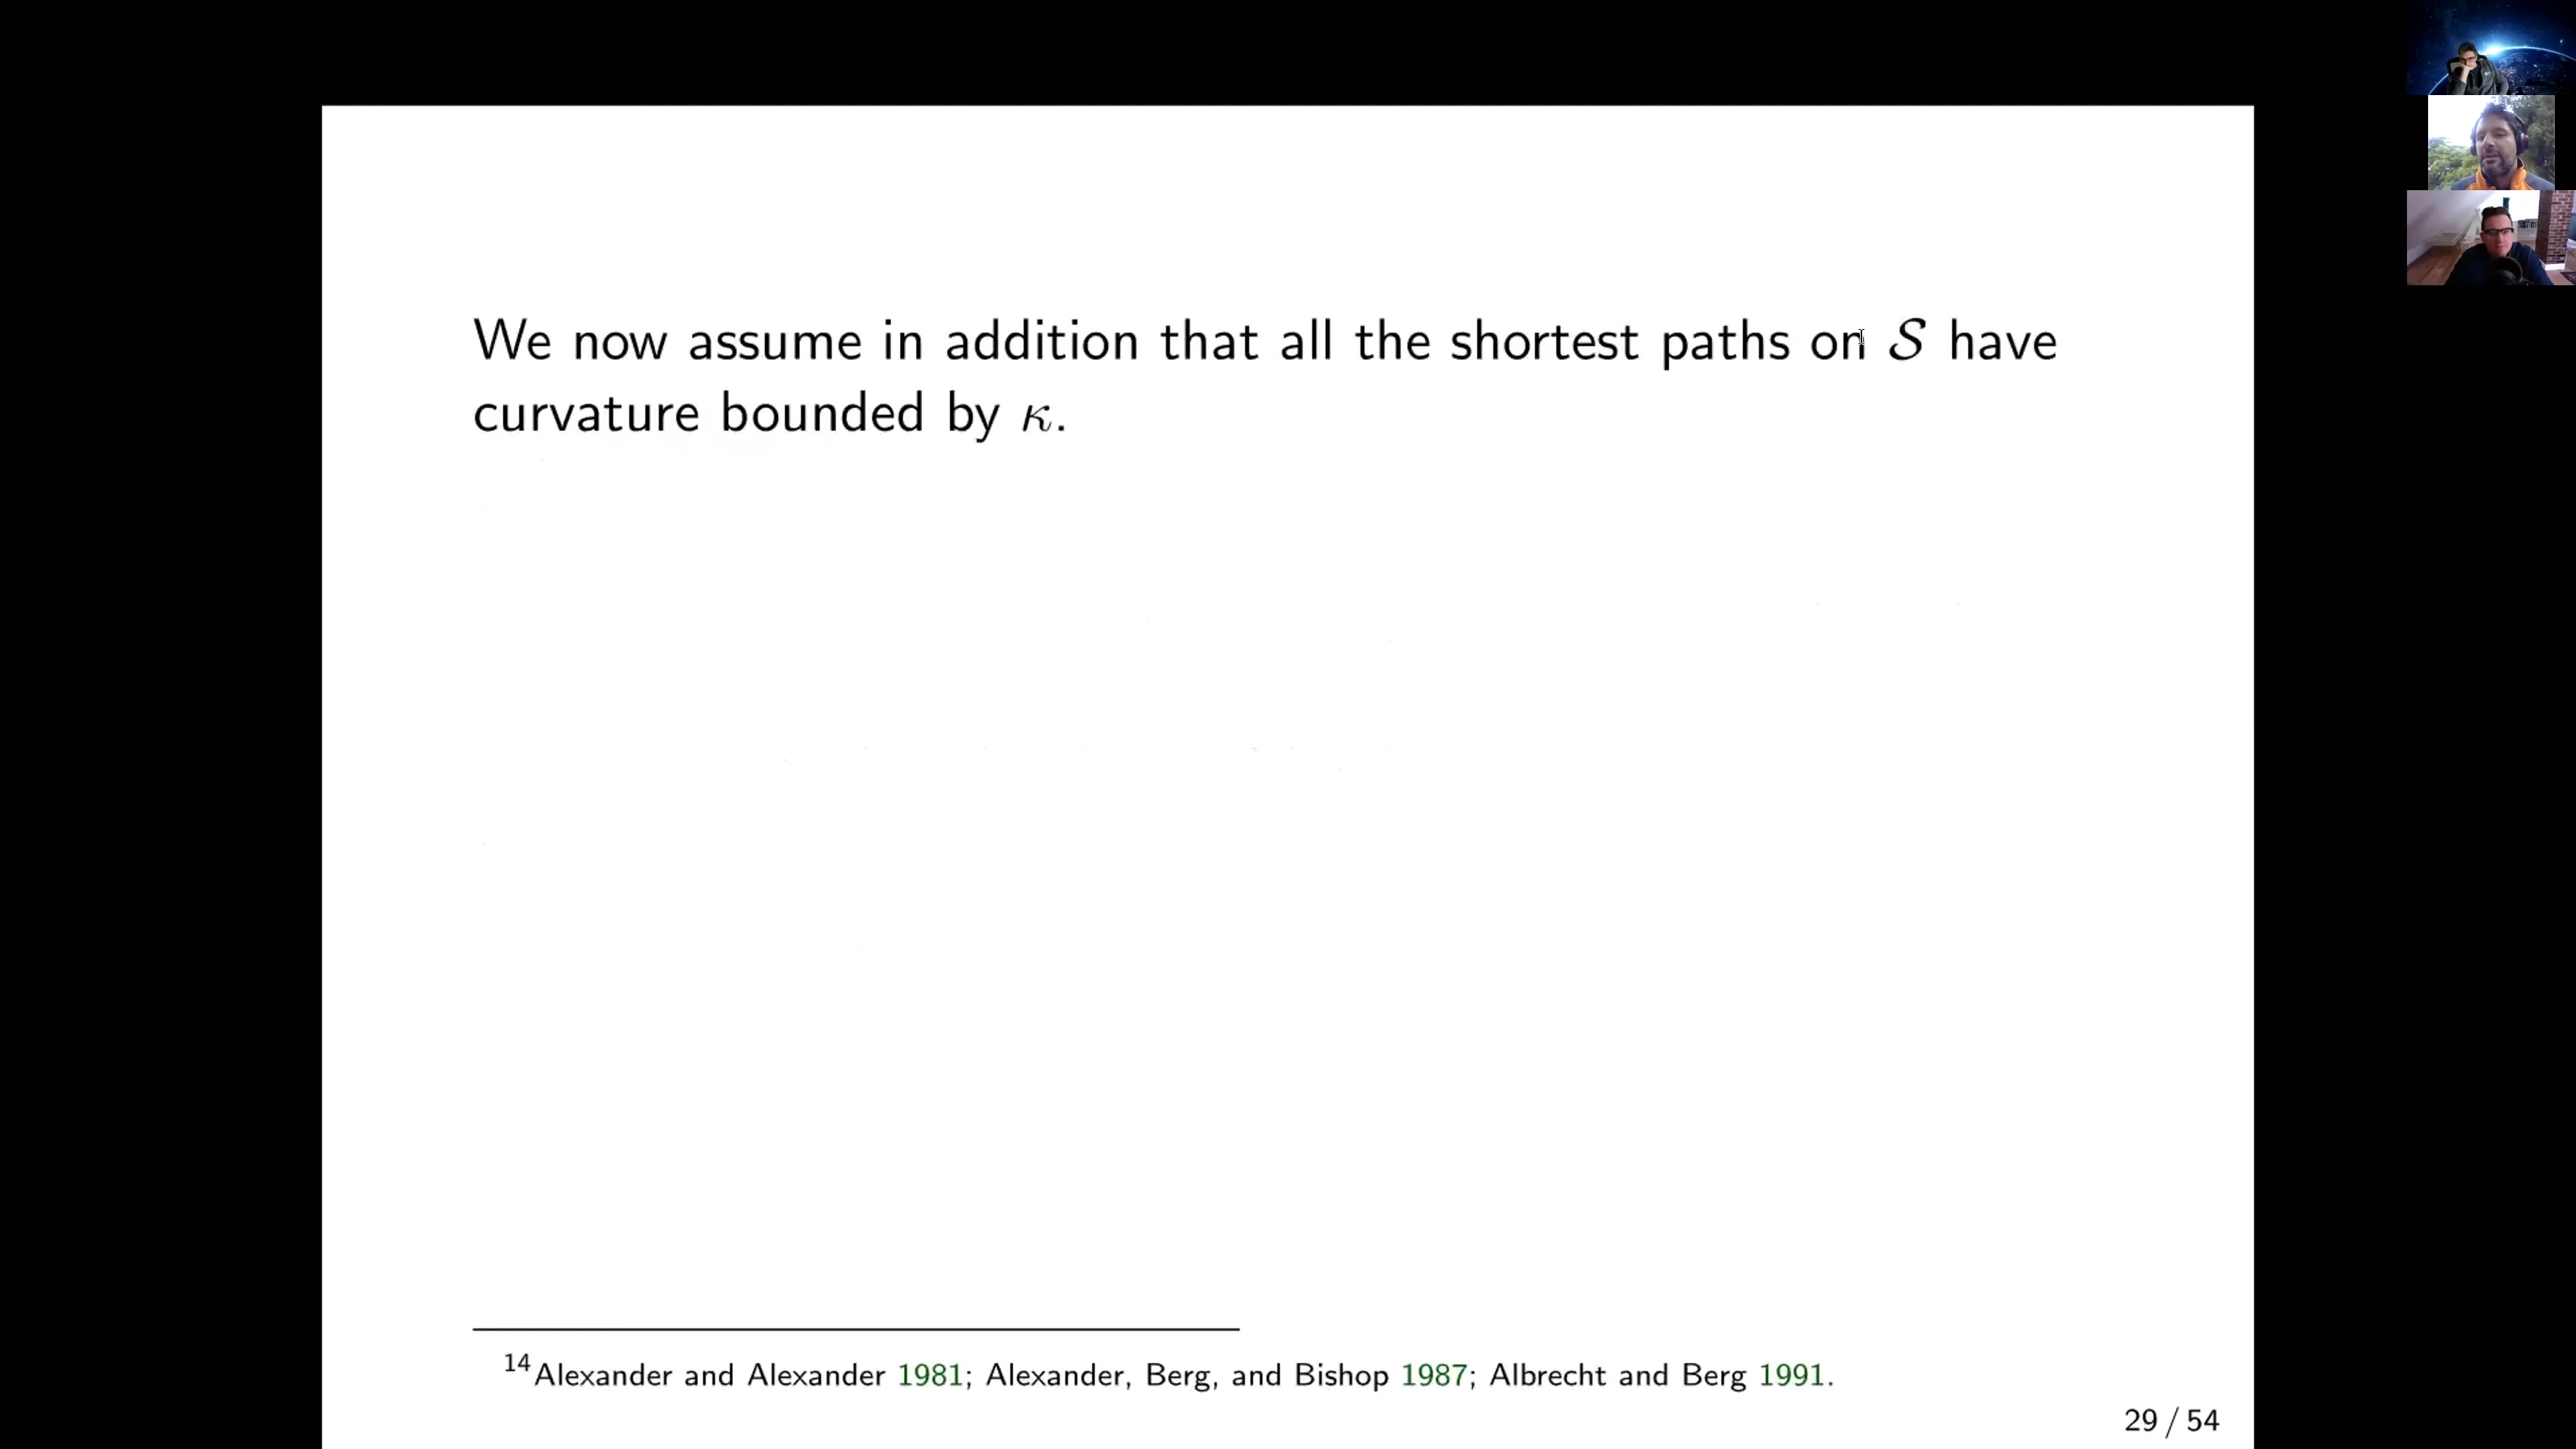 We now assume in addition that all the shortest paths on 𝒮 have
curvature bounded by κ.
¹⁴Alexander and Alexander 1981; Alexander, Berg, and Bishop 1987; Albrecht and Berg 1991.
29 / 54